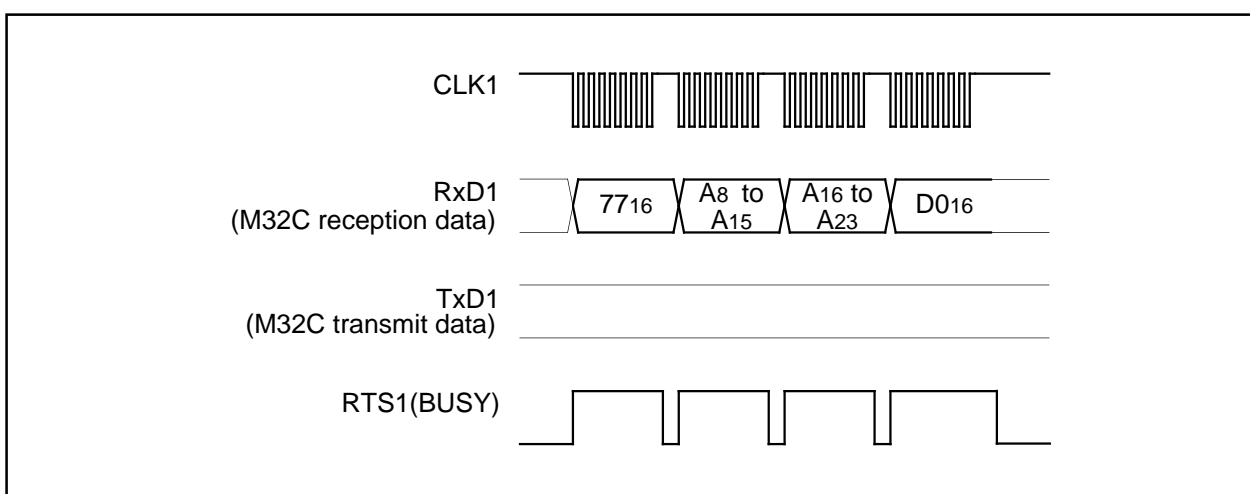 CLK1
RxD1
(M32C reception data)
7716
A8 to
A15
A16 to
A23
D016
TxD1
(M32C transmit data)
RTS1(BUSY)